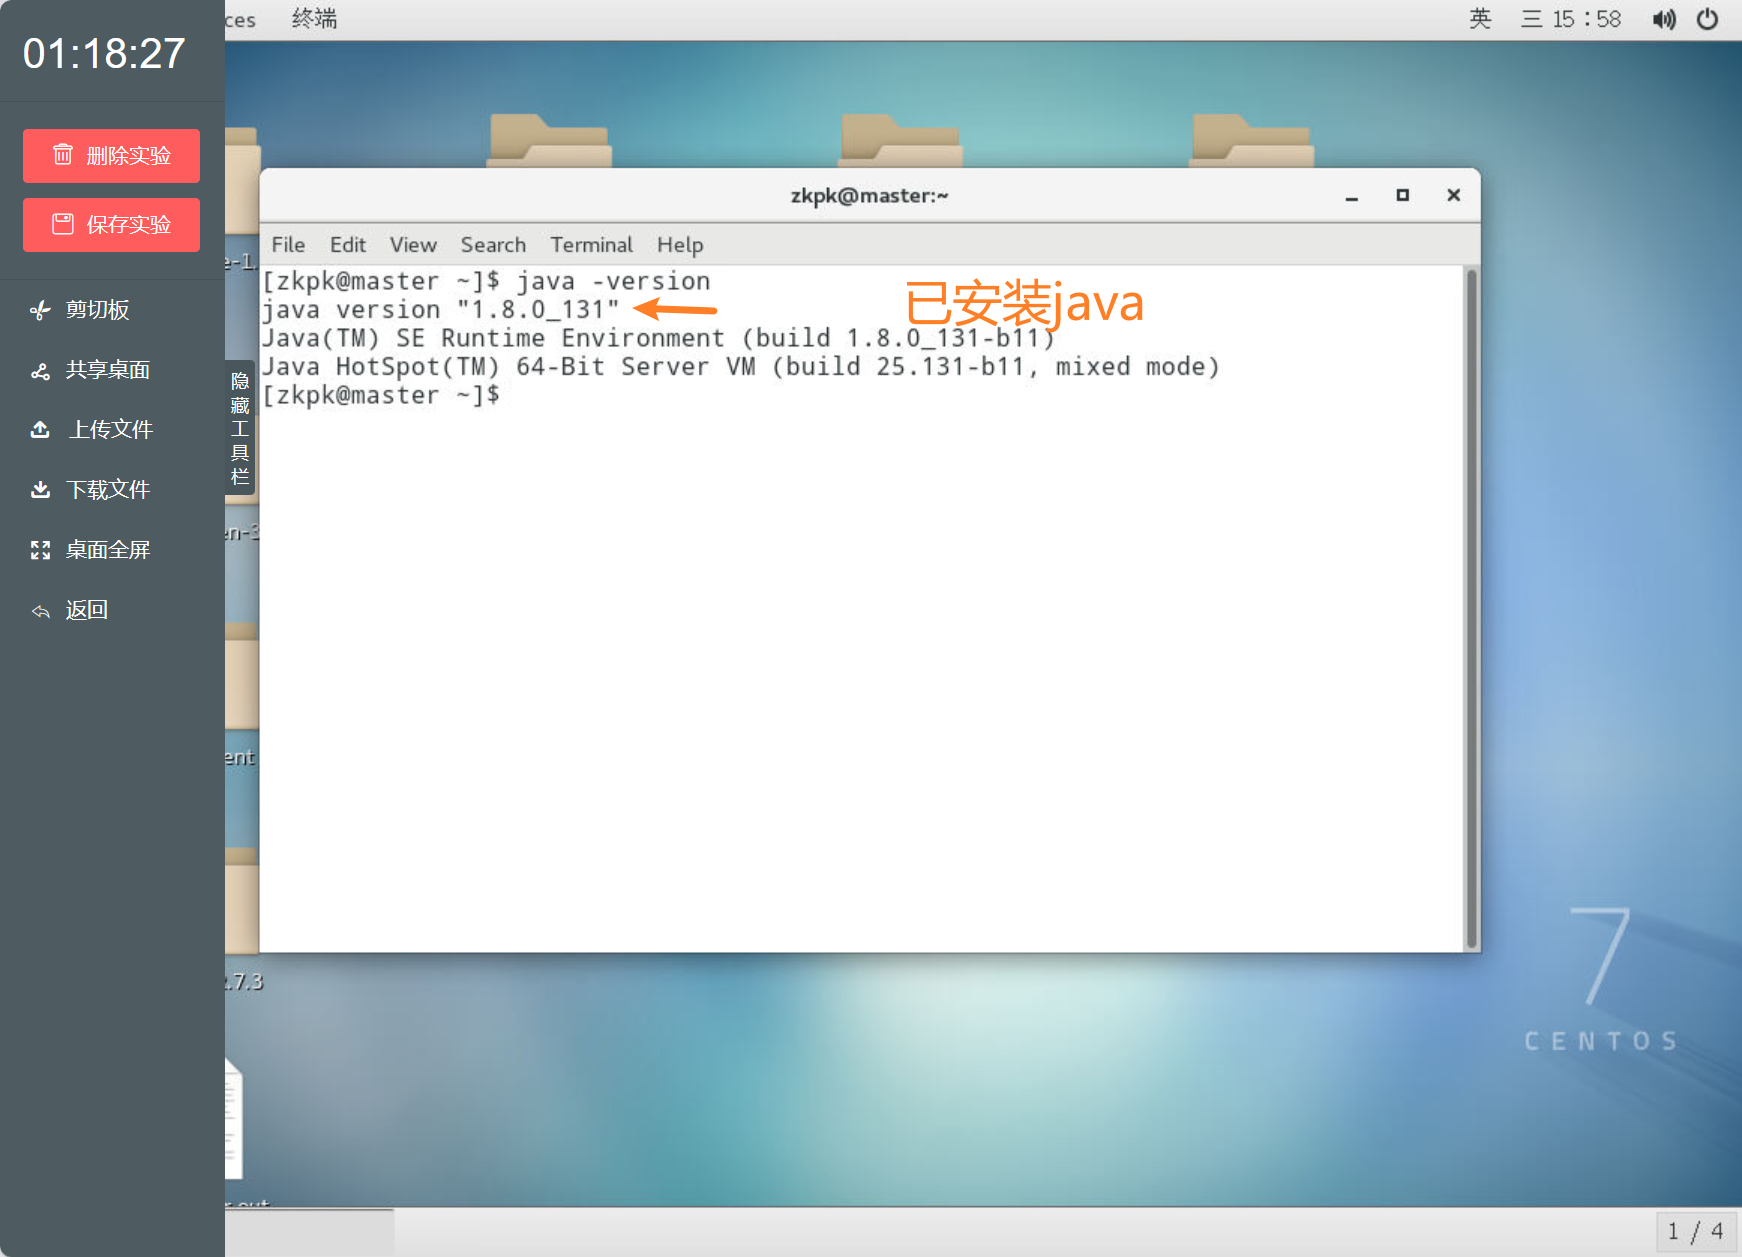 01:18:27
删除实验
保存实验
剪切板
共享桌面
上传文件
下载文件
桌面全屏
返回
隐藏工具栏
ces 终端
英 三 15 : 58
zkpk@master:~
File Edit View Search Terminal Help
[zkpk@master ~]$ java -version
java version "1.8.0_131"
已安装java
Java(TM) SE Runtime Environment (build 1.8.0_131-b11)
Java HotSpot(TM) 64-Bit Server VM (build 25.131-b11, mixed mode)
[zkpk@master ~]$
e-1.
en-3
ent
.7.3
7
CENTOS
1 / 4